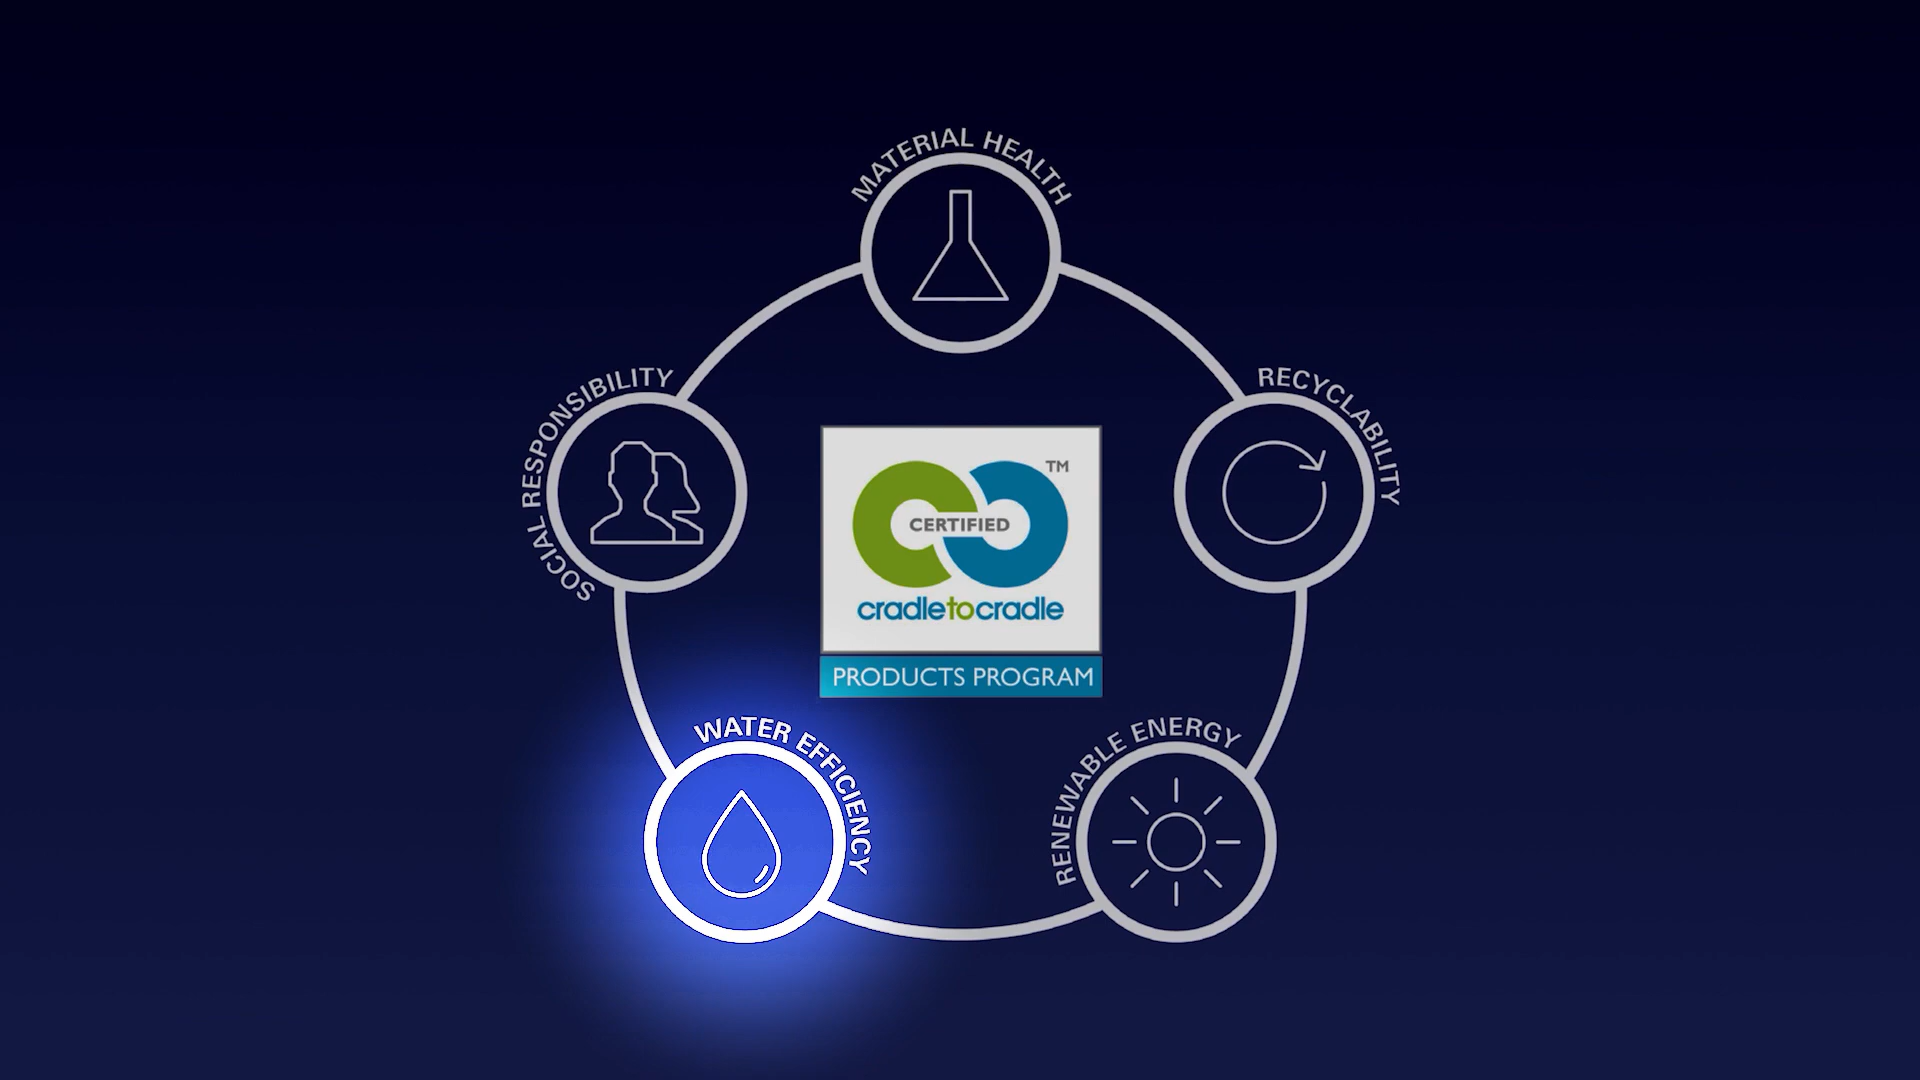 MATERIAL HEALTH
SOCIAL RESPONSIBILITY
RECYCLABILITY
TM
CERTIFIED
cradletocradle
PRODUCTS PROGRAM
WATER EFFICIENCY
RENEWABLE ENERGY